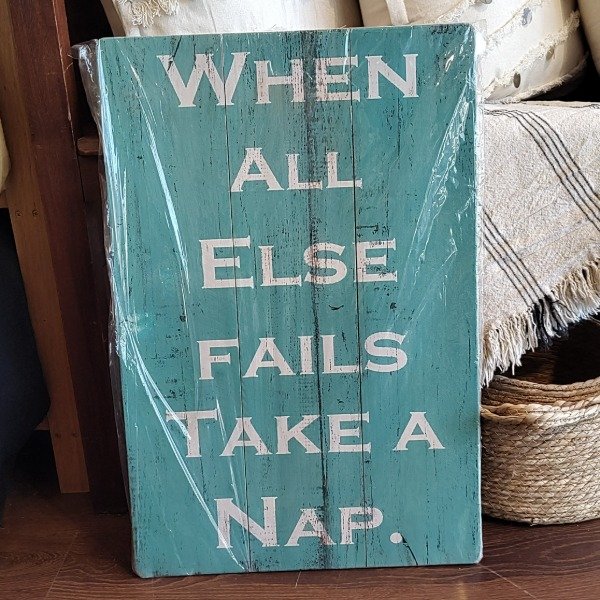 When
All
Else
fails
Take a
Nap.